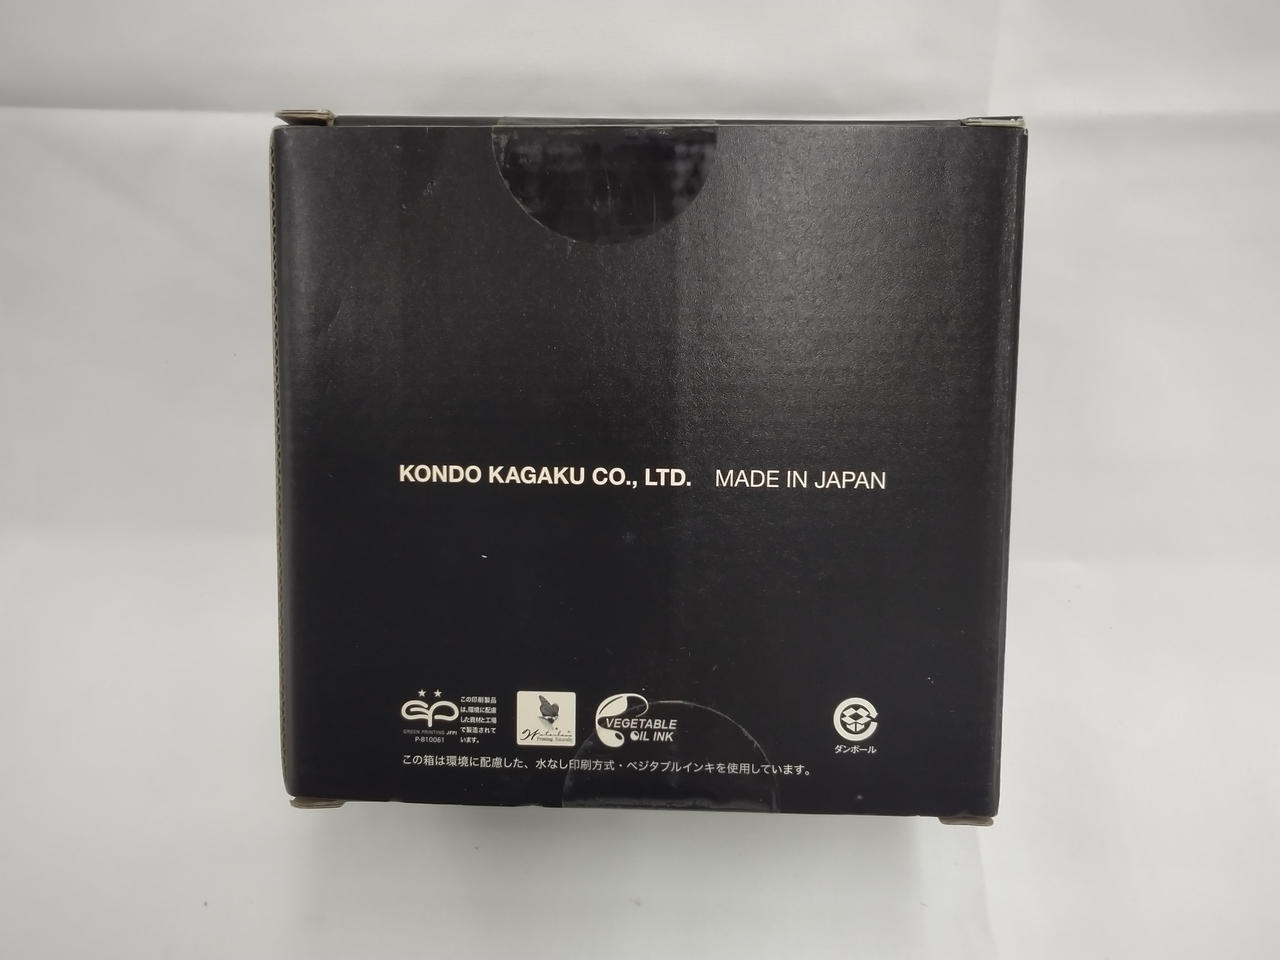 KONDO KAGAKU CO., LTD. MADE IN JAPAN
この印刷製品
は、環境に配慮
した資材と工場
で製造されて
います。
GREEN PRINTING JFPI
P-B10061
Waterless
Printing Naturally
VEGETABLE
OIL INK
ダンボール
この箱は環境に配慮した、水なし印刷方式・ベジタブルインキを使用しています。